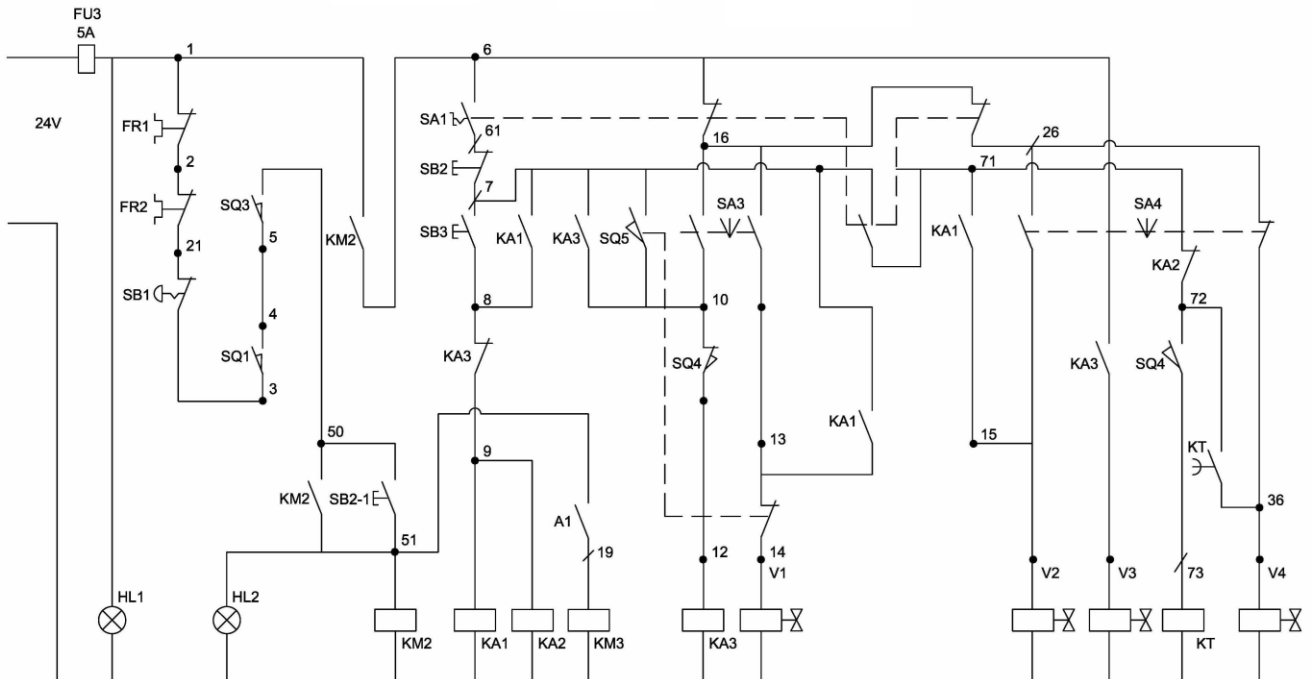 FU3
5A
1
6
24V
FR1
SA1
61
16
26
2
SB2
71
7
FR2
SQ3
SA3
SA4
KM2
SB3
KA1
KA3
SQ5
KA1
21
5
KA2
SB1
8
10
72
4
SQ1
KA3
SQ4
KA3
SQ4
3
KA1
50
13
15
9
KT
KM2
SB2-1
36
A1
51
19
12
14
V1
V2
V3
73
V4
HL1
HL2
KM2
KA1
KA2
KM3
KA3
KT